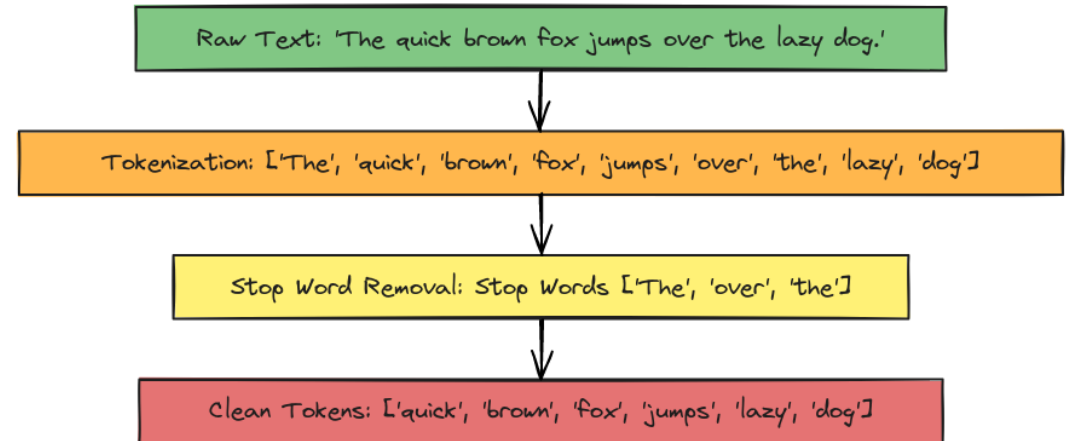 Raw Text: 'The quick brown fox jumps over the lazy dog.'
Tokenization: ['The', 'quick', 'brown', 'fox', 'jumps', 'over', 'the', 'lazy', 'dog']
Stop Word Removal: Stop Words ['The', 'over', 'the']
Clean Tokens: ['quick', 'brown', 'fox', 'jumps', 'lazy', 'dog']